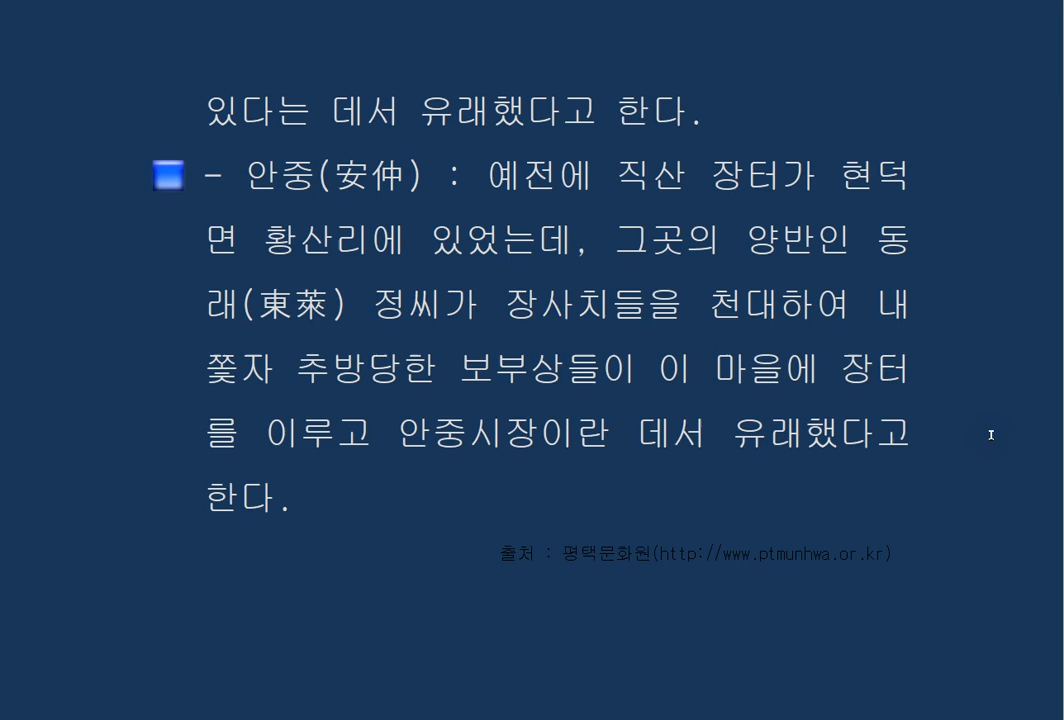 있다는 데서 유래했다고 한다.
- 안중(安仲) : 예전에 직산 장터가 현덕
면 황산리에 있었는데, 그곳의 양반인 동
래(東萊) 정씨가 장사치들을 천대하여 내
쫓자 추방당한 보부상들이 이 마을에 장터
를 이루고 안중시장이란 데서 유래했다고
한다.
출처 : 평택문화원(http://www.ptmunhwa.or.kr)